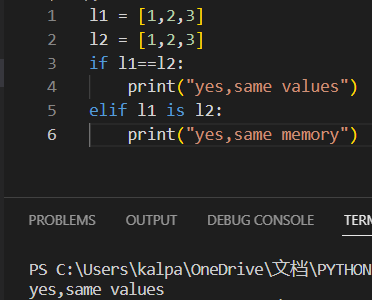 1 l1 = [1,2,3]
2 l2 = [1,2,3]
3 if l1==l2:
4     print("yes,same values")
5 elif l1 is l2:
6     print("yes,same memory")
PROBLEMS OUTPUT DEBUG CONSOLE TERM
PS C:\Users\kalpa\OneDrive\文档\PYTHON
yes,same values